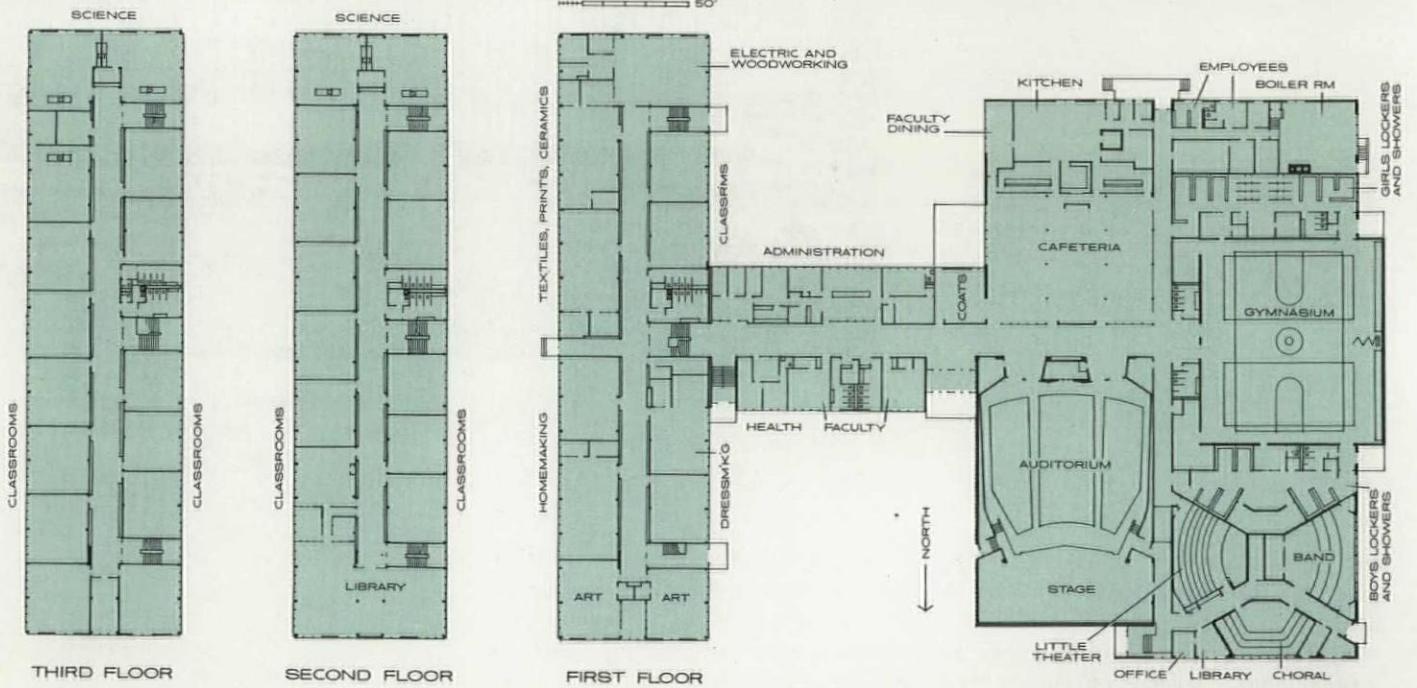 50'
SCIENCE
CLASSROOMS
CLASSROOMS
THIRD FLOOR
SCIENCE
CLASSROOMS
CLASSROOMS
LIBRARY
SECOND FLOOR
ELECTRIC AND
WOODWORKING
TEXTILES, PRINTS, CERAMICS
CLASSRMS
HOMEMAKING
DRESSM'KG
ART
ART
FIRST FLOOR
ADMINISTRATION
COATS
HEALTH
FACULTY
NORTH
KITCHEN
FACULTY
DINING
CAFETERIA
AUDITORIUM
STAGE
EMPLOYEES
BOILER RM
GIRLS LOCKERS
AND SHOWERS
GYMNASIUM
BOYS LOCKERS
AND SHOWERS
BAND
LITTLE
THEATER
OFFICE
LIBRARY
CHORAL